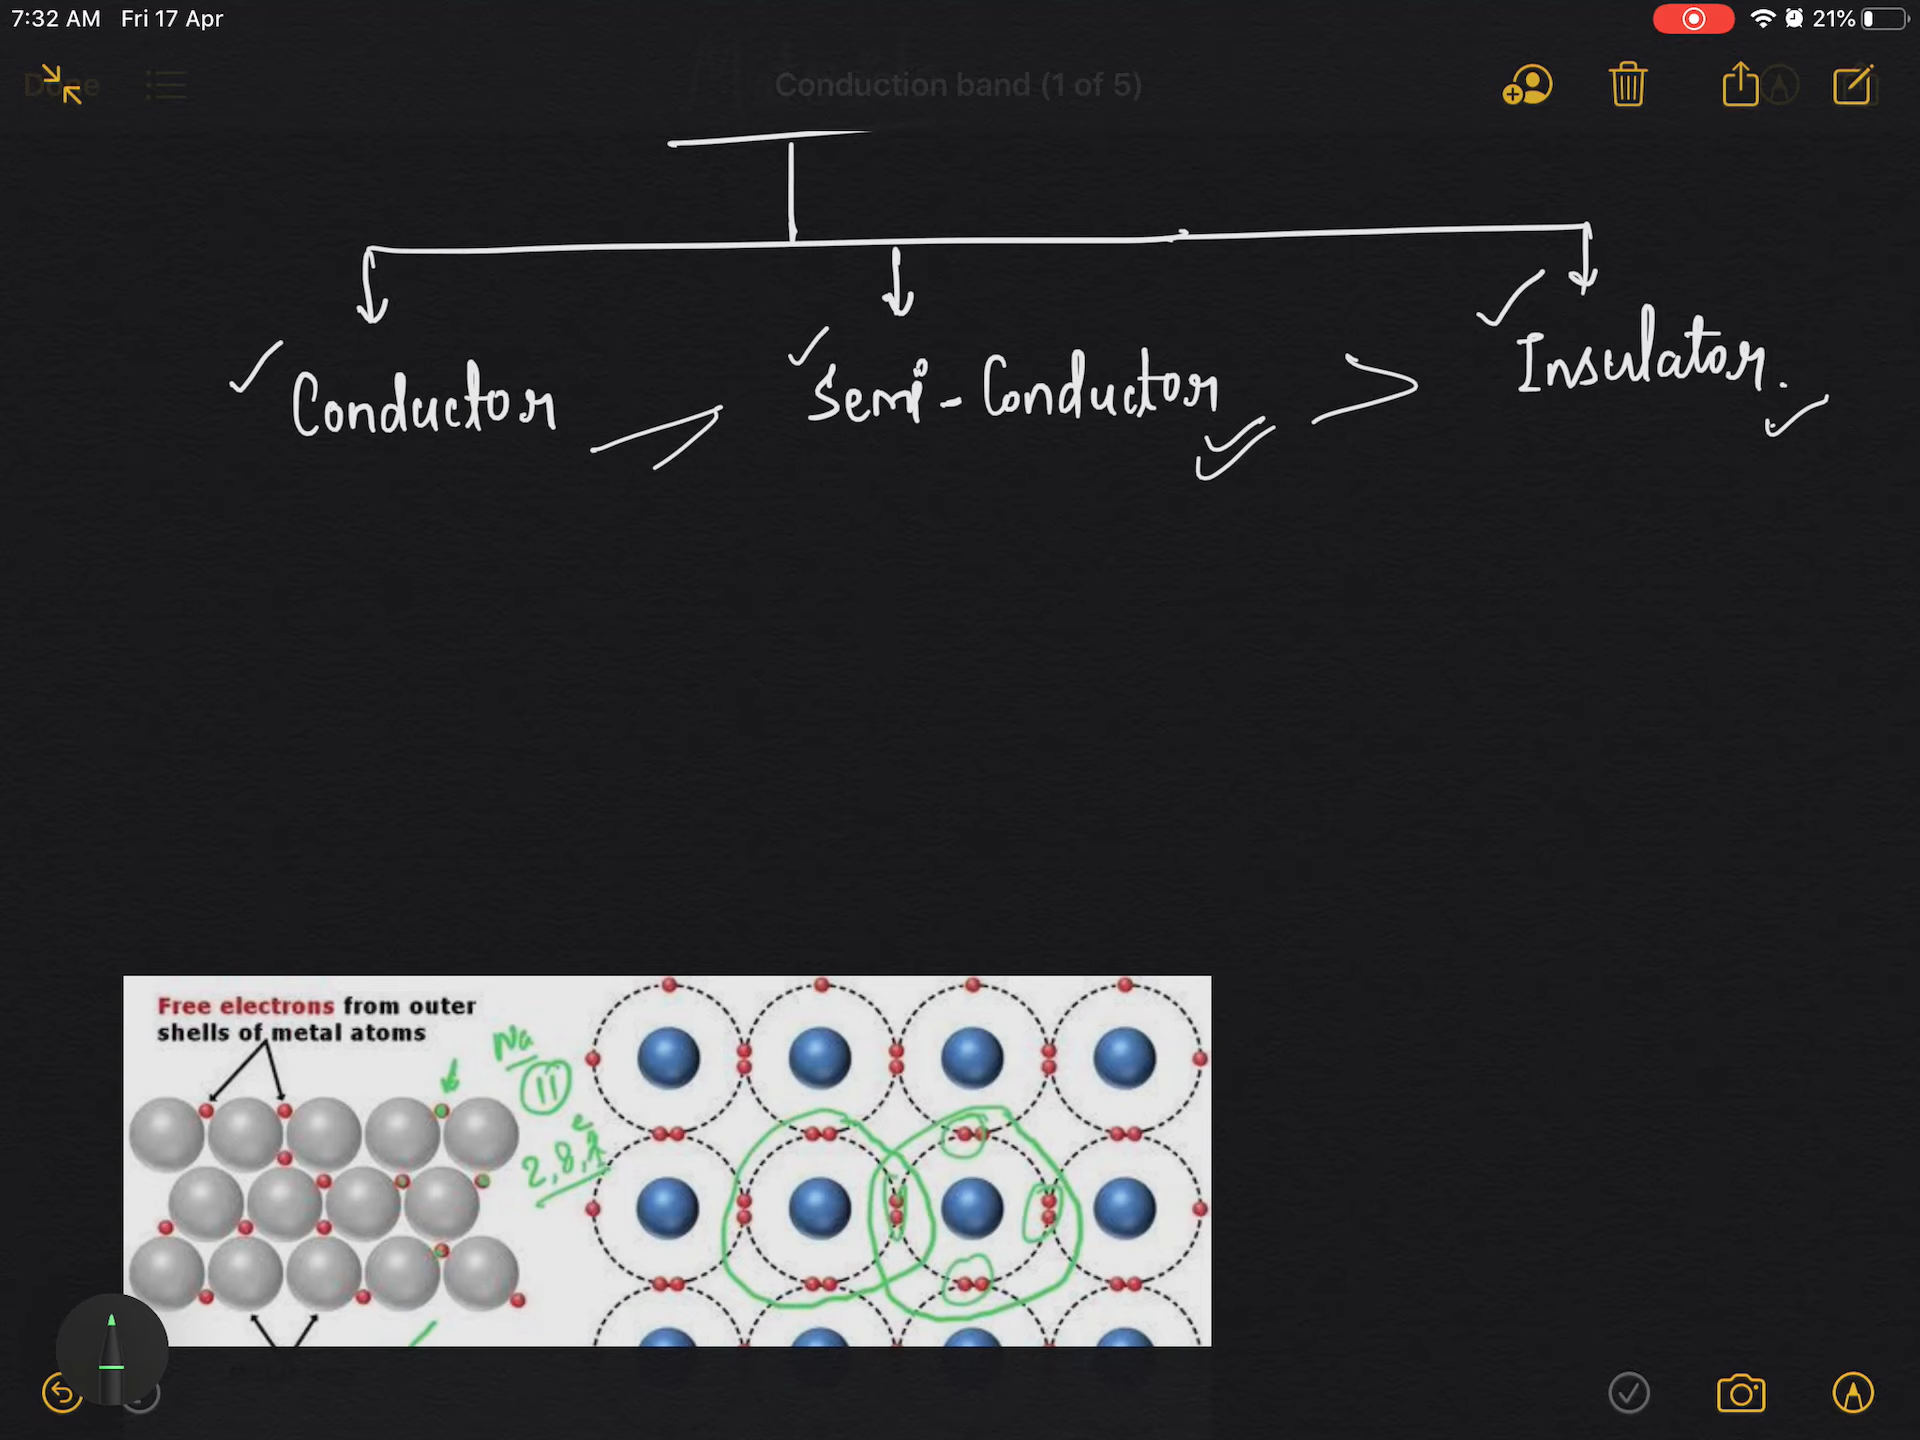 7:32 AM Fri 17 Apr
21%
Done
Conduction band (1 of 5)
Conductor > Semi-Conductor > Insulator.
Free electrons from outer
shells of metal atoms
Na
11
e
2,8,1